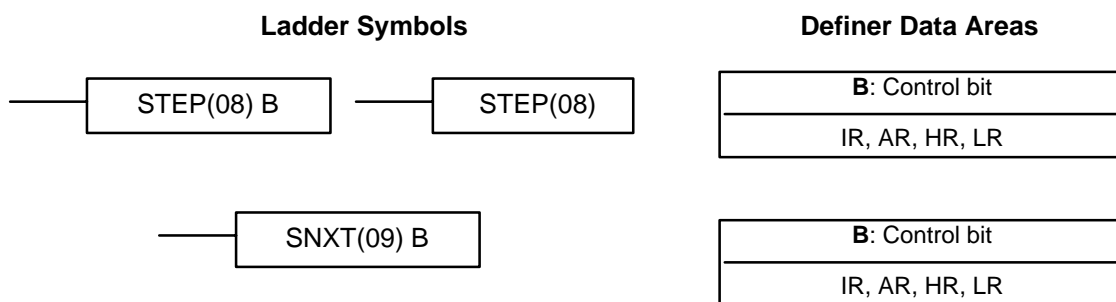 Ladder Symbols
Definer Data Areas
STEP(08) B
STEP(08)
B: Control bit
IR, AR, HR, LR
SNXT(09) B
B: Control bit
IR, AR, HR, LR